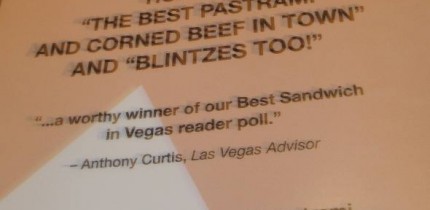 "THE BEST PASTRAMI
AND CORNED BEEF IN TOWN"
AND "BLINTZES TOO!"
"...a worthy winner of our Best Sandwich
in Vegas reader poll."
– Anthony Curtis, Las Vegas Advisor